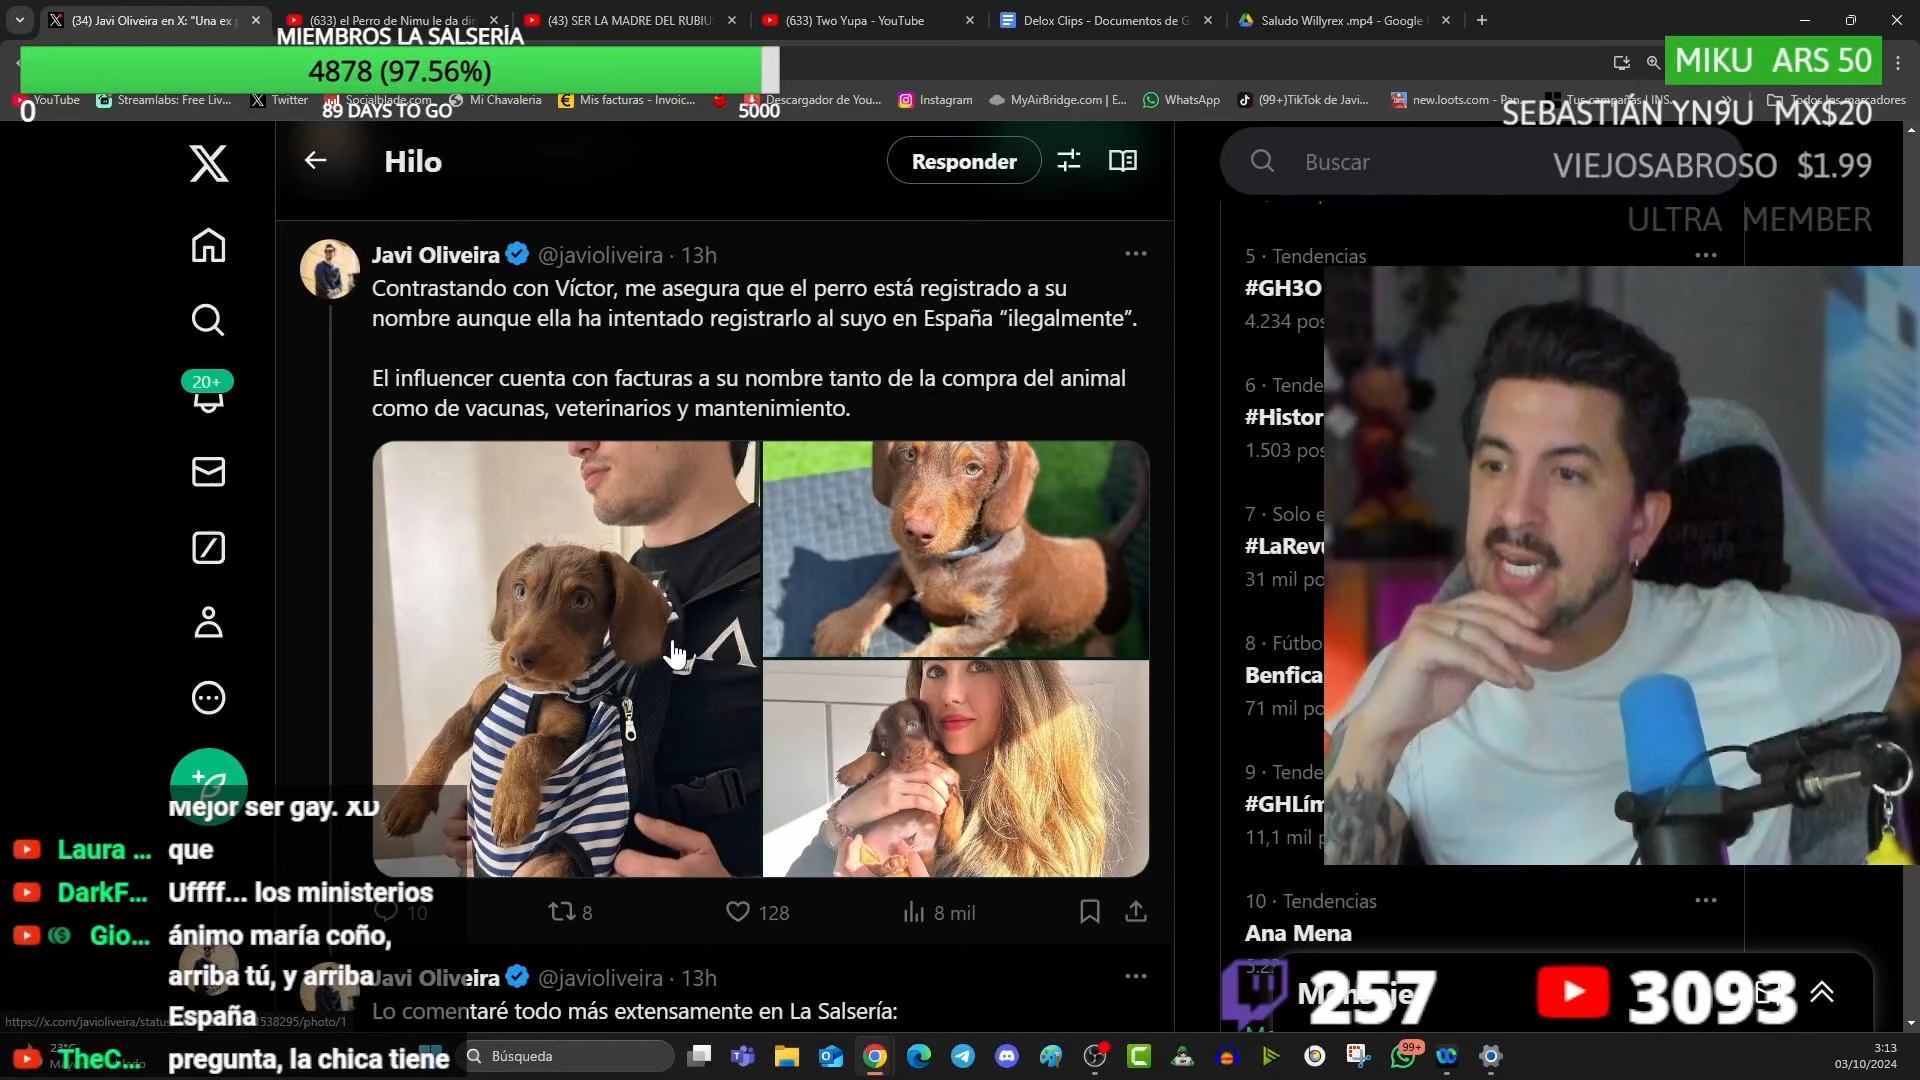 (34) Javi Oliveira en X: "Una ex
(633) el Perro de Nimu le da di
(43) SER LA MADRE DEL RUBIU
(633) Two Yupa - YouTube
Delox Clips - Documentos de G
Saludo Willyrex .mp4 - Google
MIEMBROS LA SALSERÍA
4878 (97.56%)
0
89 DAYS TO GO
5000
MIKU ARS 50
SEBASTIÁN YN9U MX$20
VIEJOSABROSO $1.99
ULTRA MEMBER
YouTube
Streamlabs: Free Liv...
Twitter
Socialblade.com
Mi Chavaleria
Mis facturas - Invoic...
Descargador de You...
Instagram
MyAirBridge.com | E...
WhatsApp
(99+)TikTok de Javi...
new.loots.com - Pan...
Tus campañas | INS...
Todos los marcadores
Hilo
Responder
Buscar
20+
Javi Oliveira @javioliveira · 13h
Contrastando con Víctor, me asegura que el perro está registrado a su
nombre aunque ella ha intentado registrarlo al suyo en España “ilegalmente”.
El influencer cuenta con facturas a su nombre tanto de la compra del animal
como de vacunas, veterinarios y mantenimiento.
10
8
128
8 mil
Javi Oliveira @javioliveira · 13h
Lo comentaré todo más extensamente en La Salsería:
5 · Tendencias
#GH3O
4.234 pos
6 · Tende
#Histor
1.503 pos
7 · Solo e
#LaRevu
31 mil po
8 · Fútbo
Benfica
71 mil po
9 · Tende
#GHLím
11,1 mil p
10 · Tendencias
Ana Mena
257
3093
Mejor ser gay. XD
Laura ... que
DarkF... Uffff... los ministerios
Gio... ánimo maría coño,
arriba tú, y arriba
España
TheC... pregunta, la chica tiene
23°C
Búsqueda
99+
3:13
03/10/2024